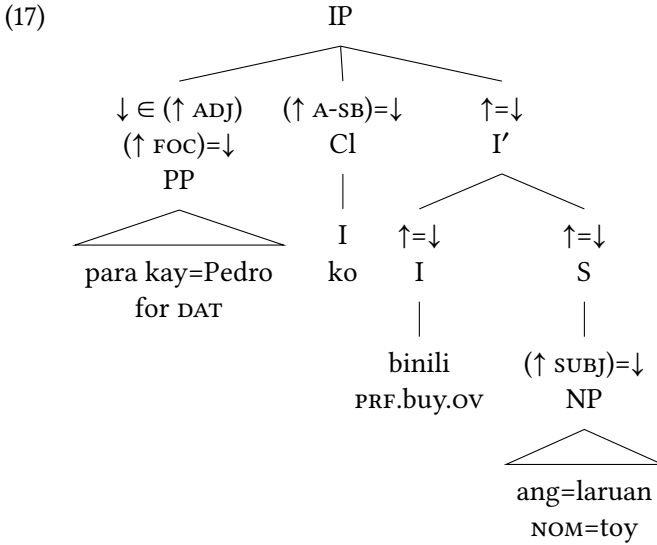 (17) IP
↓ ∈ (↑ ADJ) (↑ A-SB)=↓ ↑=↓
(↑ FOC)=↓ Cl I′
PP
I ↑=↓ ↑=↓
para kay=Pedro ko I S
for DAT
binili (↑ SUBJ)=↓
PRF.buy.OV NP
ang=laruan
NOM=toy